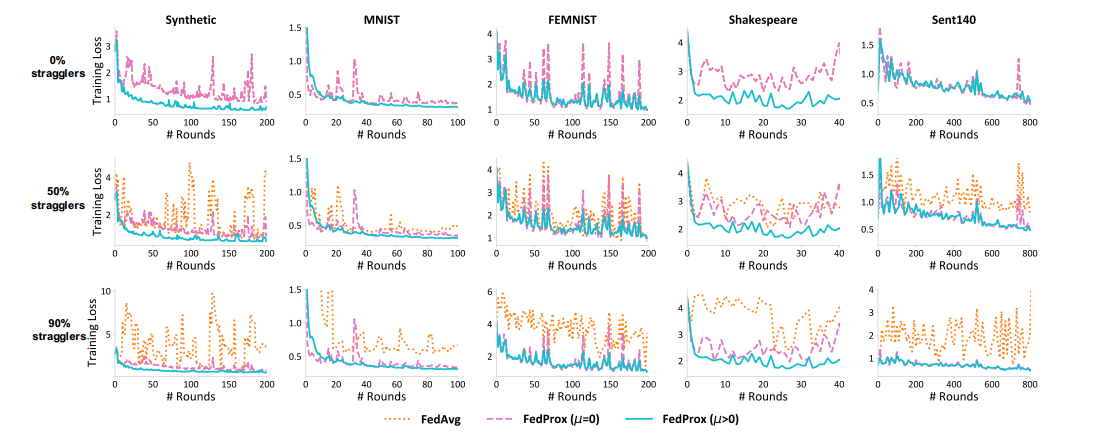 Synthetic MNIST FEMNIST Shakespeare Sent140
0%
stragglers
Training Loss
3
1
0 50 100 150 200
# Rounds
1.5
1.0
0.5
0 20 40 60 80 100
# Rounds
4
3
2
1
0 50 100 150 200
# Rounds
4
3
2
0 10 20 30 40
# Rounds
1.5
1.0
0.5
0 200 400 600 800
# Rounds
50%
stragglers
Training Loss
4
2
0 50 100 150 200
# Rounds
1.5
1.0
0.5
0 20 40 60 80 100
# Rounds
4
3
2
1
0 50 100 150 200
# Rounds
4
3
2
0 10 20 30 40
# Rounds
1.5
1.0
0.5
0 200 400 600 800
# Rounds
90%
stragglers
Training Loss
10
5
0 50 100 150 200
# Rounds
1.5
1.0
0.5
0 20 40 60 80 100
# Rounds
6
4
2
0 50 100 150 200
# Rounds
4
3
2
0 10 20 30 40
# Rounds
4
3
2
1
0 200 400 600 800
# Rounds
FedAvg FedProx (μ=0) FedProx (μ>0)